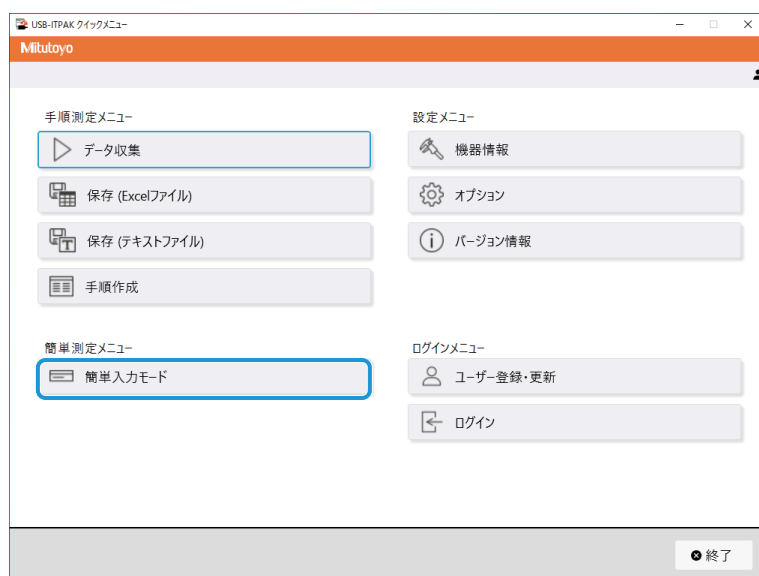 USB-ITPAK クイックメニュー
Mitutoyo
手順測定メニュー
データ収集
保存 (Excelファイル)
保存 (テキストファイル)
手順作成
簡単測定メニュー
簡単入力モード
設定メニュー
機器情報
オプション
バージョン情報
ログインメニュー
ユーザー登録・更新
ログイン
終了